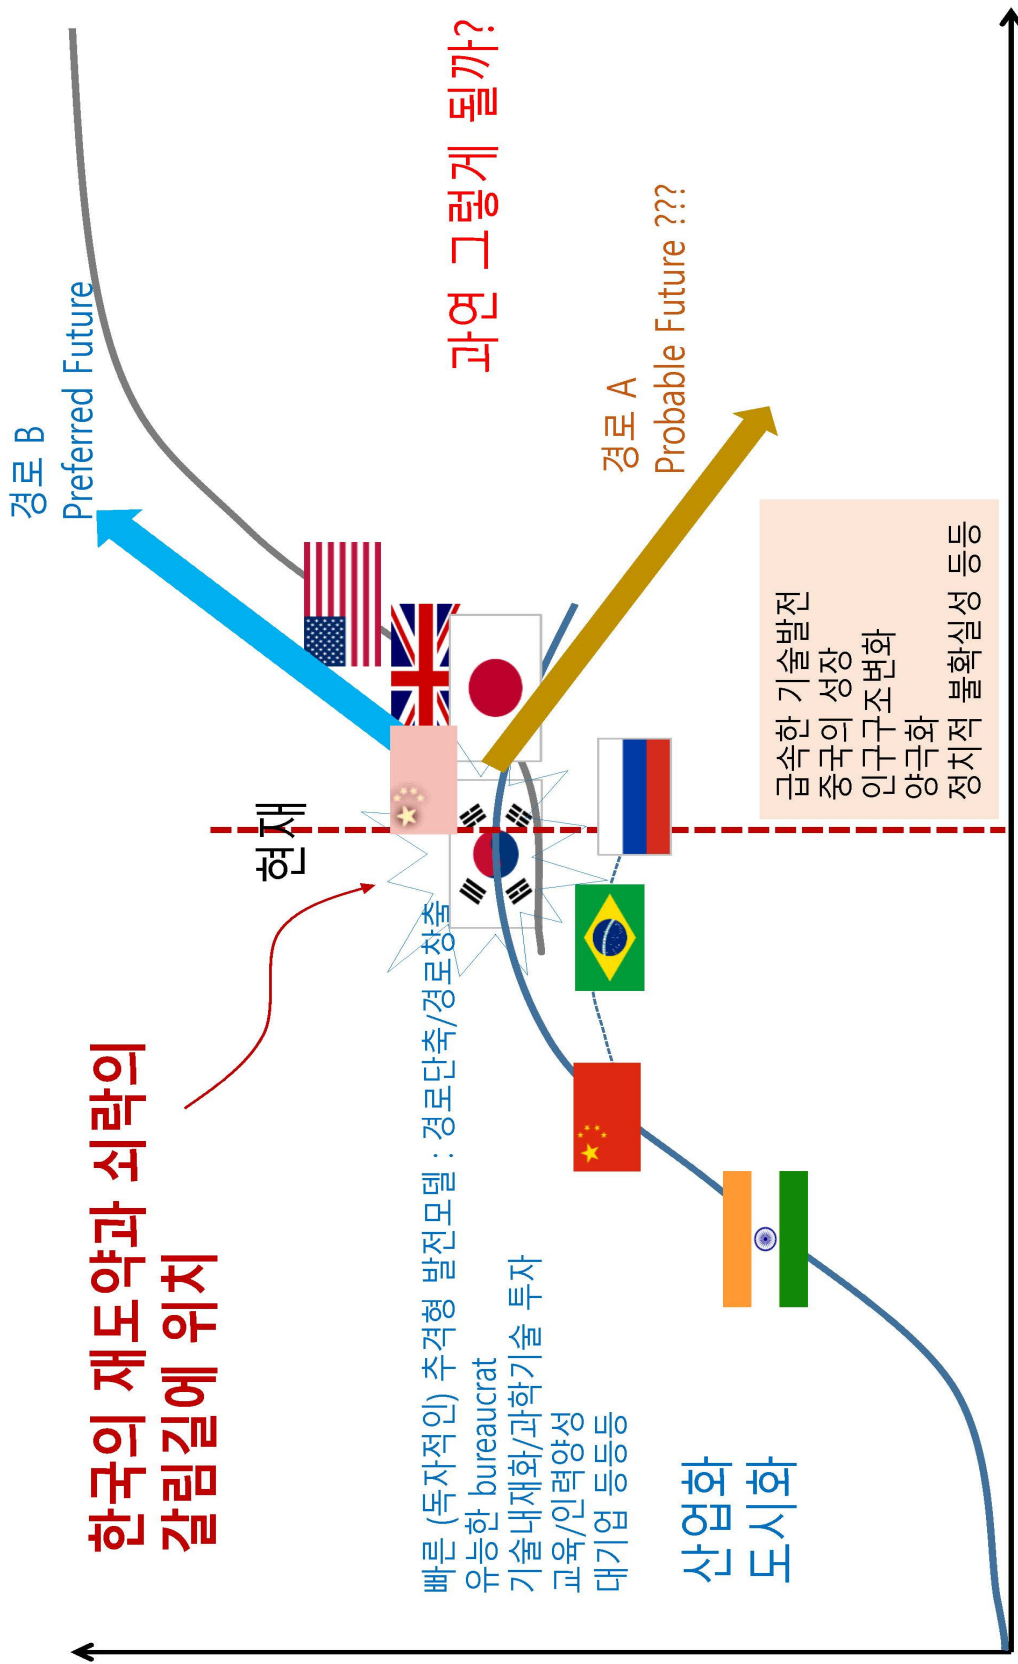 한국의 재도약과 쇠락의
갈림길에 위치
현재
경로 B
Preferred Future
과연 그렇게 될까?
경로 A
Probable Future ???
빠른 (독자적인) 추격형 발전모델 : 경로단축/경로창출
유능한 bureaucrat
기술내재화/과학기술 투자
교육/인력양성
대기업 등등등
산업화
도시화
급속한 기술발전
중국의 성장
인구구조변화
양극화
정치적 불확실성 등등